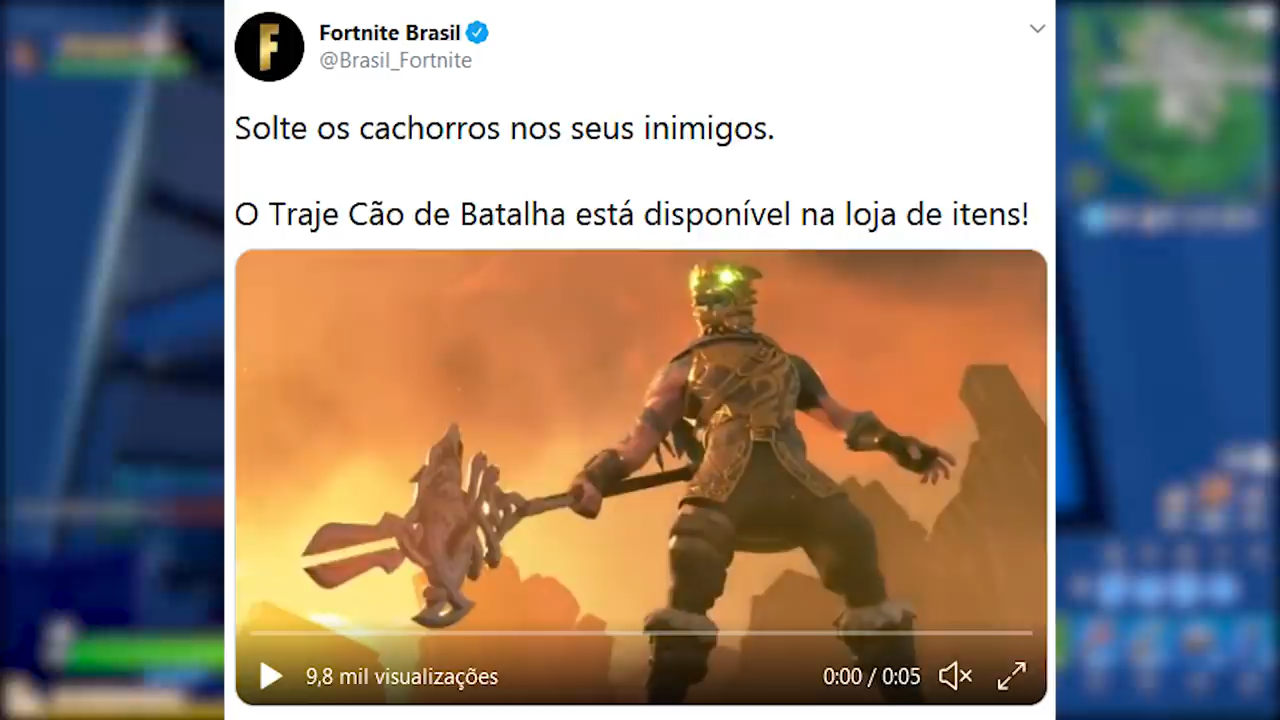 Fortnite Brasil
@Brasil_Fortnite
Solte os cachorros nos seus inimigos.
O Traje Cão de Batalha está disponível na loja de itens!
9,8 mil visualizações
0:00 / 0:05